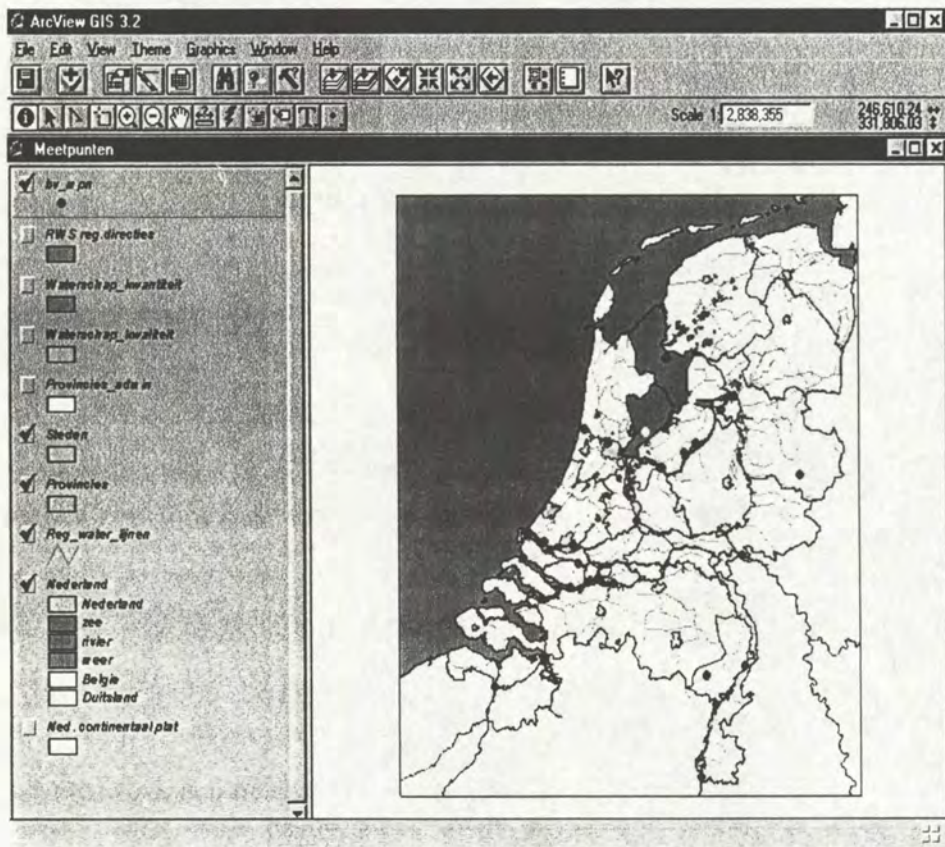 ArcView GIS 3.2
File Edit View Theme Graphics Window Help
Scale 1: 2,838,355
246,610.24
331,806.03
Meetpunten
RWS reg.directies
Waterschap_kwantiteit
Waterschap_kwaliteit
Provincies_admin
Steden
Provincies
Reg_water_lijnen
Nederland
Nederland
zee
rivier
meer
Belgie
Duitsland
Ned. continentaal plat